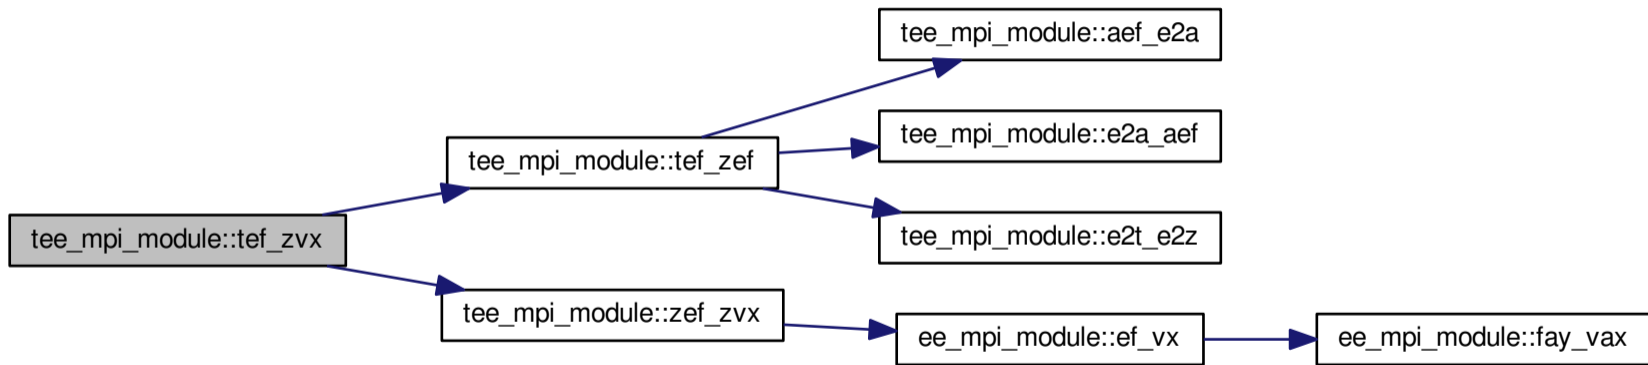 tee_mpi_module::aef_e2a
tee_mpi_module::e2a_aef
tee_mpi_module::tef_zef
tee_mpi_module::e2t_e2z
tee_mpi_module::tef_zvx
tee_mpi_module::zef_zvx
ee_mpi_module::ef_vx
ee_mpi_module::fay_vax